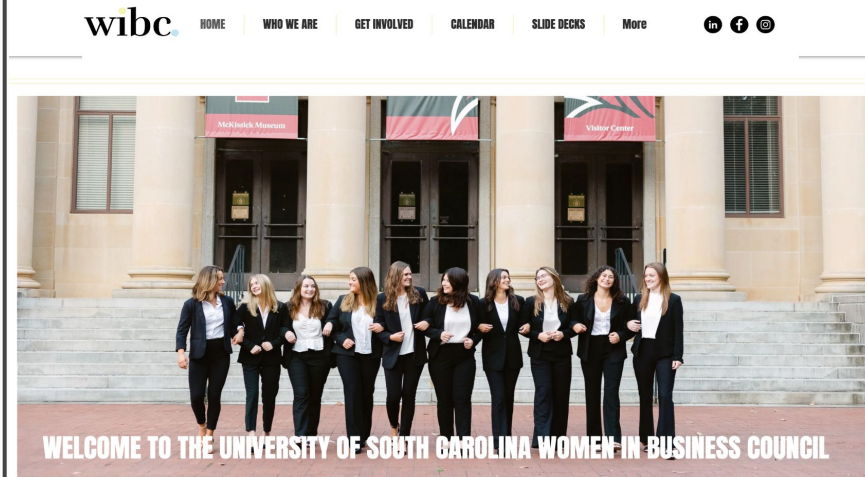 wibc.
HOME
WHO WE ARE
GET INVOLVED
CALENDAR
SLIDE DECKS
More
in
f
McKissick Museum
Visitor Center
WELCOME TO THE UNIVERSITY OF SOUTH CAROLINA WOMEN IN BUSINESS COUNCIL